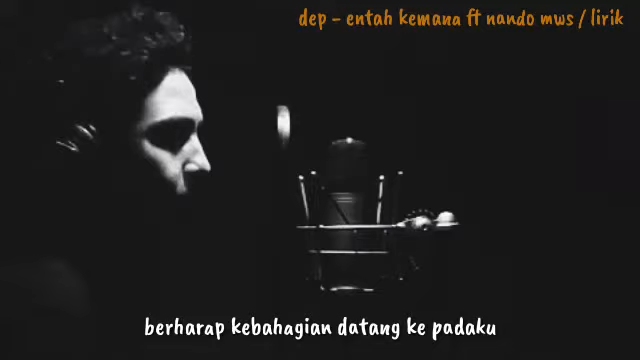 dep - entah kemana ft nando mws / lirik
berharap kebahagian datang ke padaku